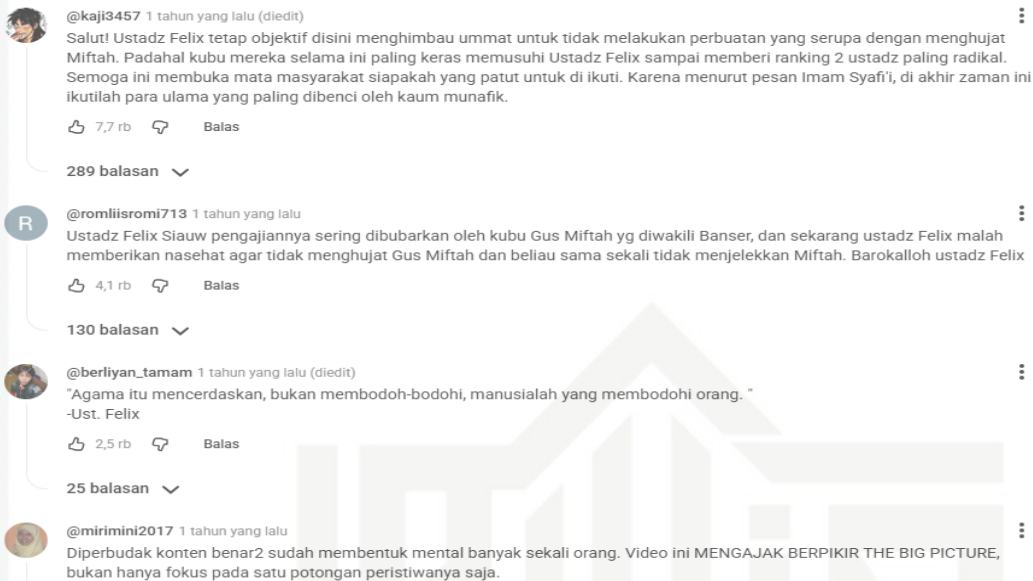 @kaji3457 1 tahun yang lalu (diedit)
Salut! Ustadz Felix tetap objektif disini menghimbau ummat untuk tidak melakukan perbuatan yang serupa dengan menghujat
Miftah. Padahal kubu mereka selama ini paling keras memusuhi Ustadz Felix sampai memberi ranking 2 ustadz paling radikal.
Semoga ini membuka mata masyarakat siapakah yang patut untuk di ikuti. Karena menurut pesan Imam Syafi'i, di akhir zaman ini
ikutilah para ulama yang paling dibenci oleh kaum munafik.
7,7 rb Balas
289 balasan
R
@romliisromi713 1 tahun yang lalu
Ustadz Felix Siauw pengajiannya sering dibubarkan oleh kubu Gus Miftah yg diwakili Banser, dan sekarang ustadz Felix malah
memberikan nasehat agar tidak menghujat Gus Miftah dan beliau sama sekali tidak menjelekkan Miftah. Barokalloh ustadz Felix
4,1 rb Balas
130 balasan
@berliyan_tamam 1 tahun yang lalu (diedit)
"Agama itu mencerdaskan, bukan membodoh-bodohi, manusialah yang membodohi orang. "
-Ust. Felix
2,5 rb Balas
25 balasan
@mirimini2017 1 tahun yang lalu
Diperbudak konten benar2 sudah membentuk mental banyak sekali orang. Video ini MENGAJAK BERPIKIR THE BIG PICTURE,
bukan hanya fokus pada satu potongan peristiwanya saja.